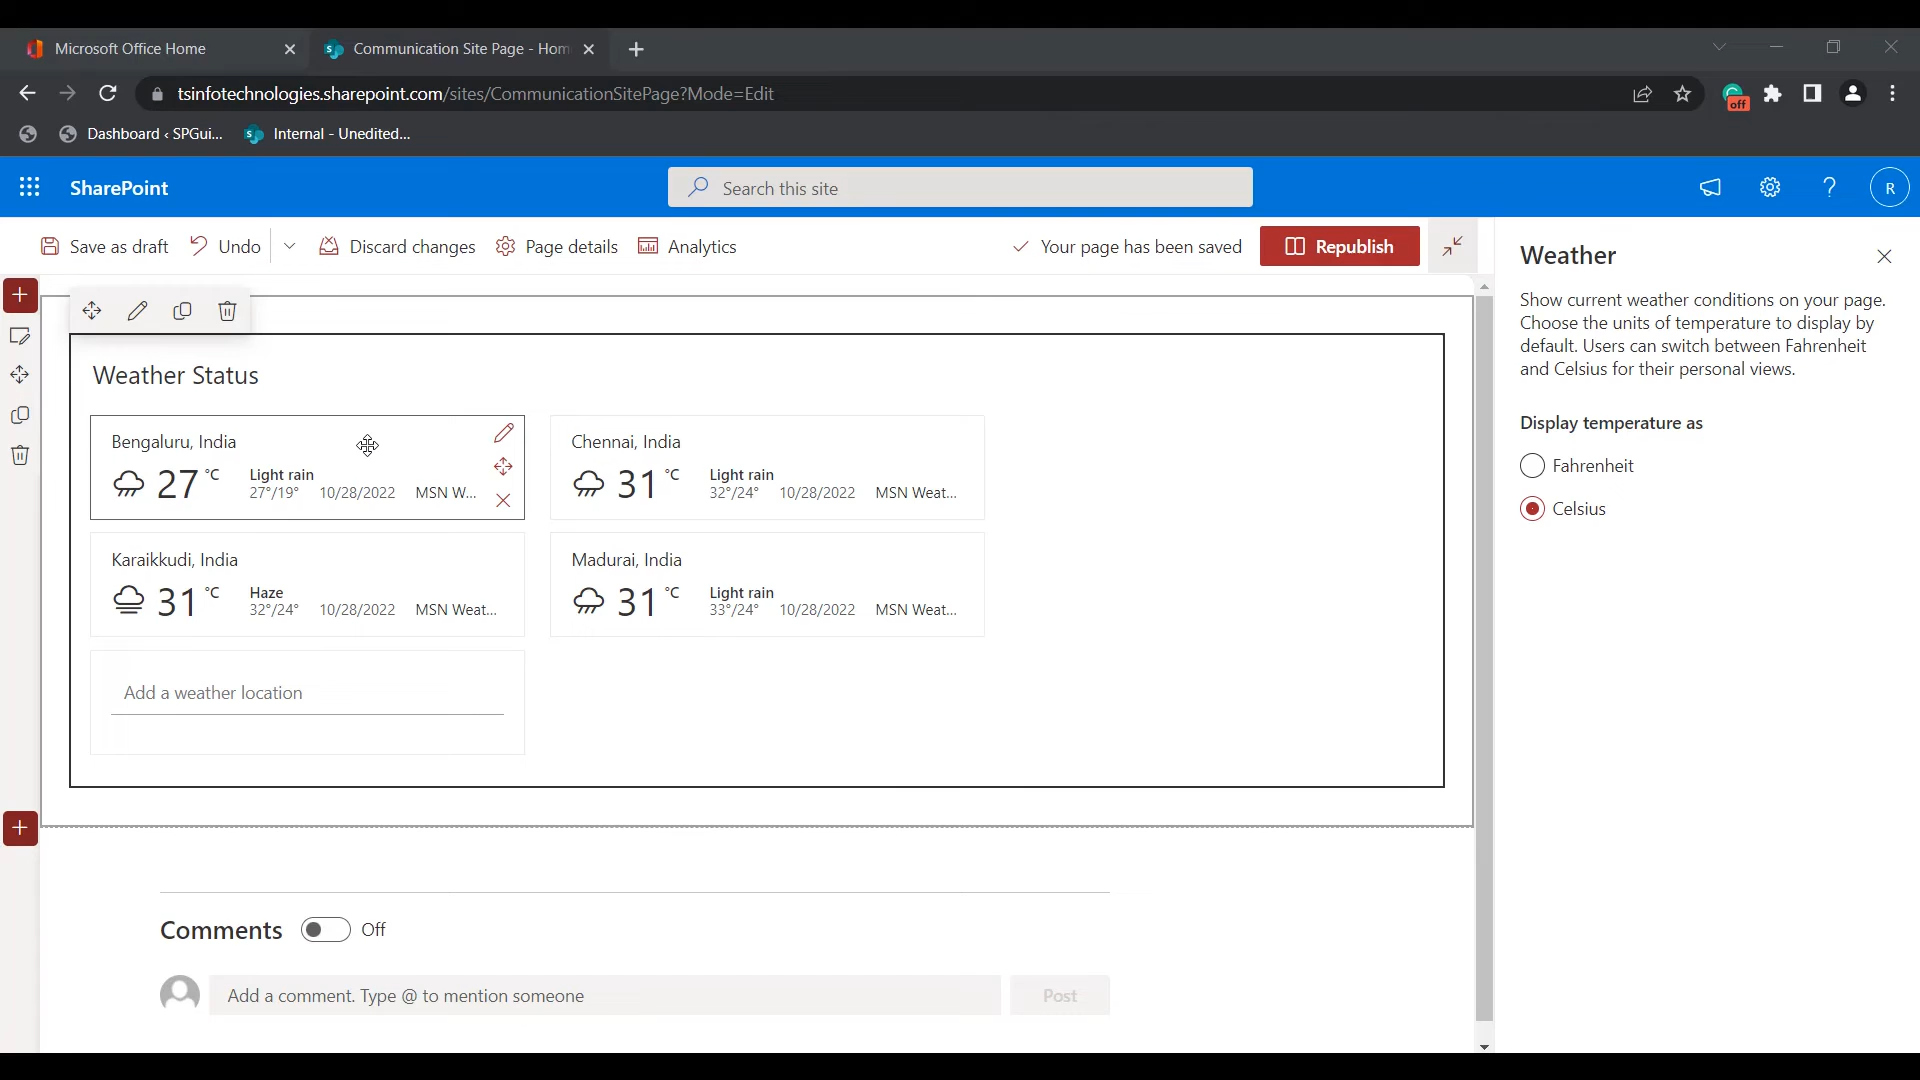 Microsoft Office Home
Communication Site Page - Hom
tsinfotechnologies.sharepoint.com/sites/CommunicationSitePage?Mode=Edit
off
Dashboard ‹ SPGui...
Internal - Unedited...
SharePoint
Search this site
R
Save as draft
Undo
Discard changes
Page details
Analytics
Your page has been saved
Republish
Weather Status
Bengaluru, India
27 °C
Light rain
27°/19° 10/28/2022 MSN W...
Chennai, India
31 °C
Light rain
32°/24° 10/28/2022 MSN Weat...
Karaikkudi, India
31 °C
Haze
32°/24° 10/28/2022 MSN Weat...
Madurai, India
31 °C
Light rain
33°/24° 10/28/2022 MSN Weat...
Add a weather location
Comments
Off
Add a comment. Type @ to mention someone
Post
Weather
Show current weather conditions on your page.
Choose the units of temperature to display by
default. Users can switch between Fahrenheit
and Celsius for their personal views.
Display temperature as
Fahrenheit
Celsius